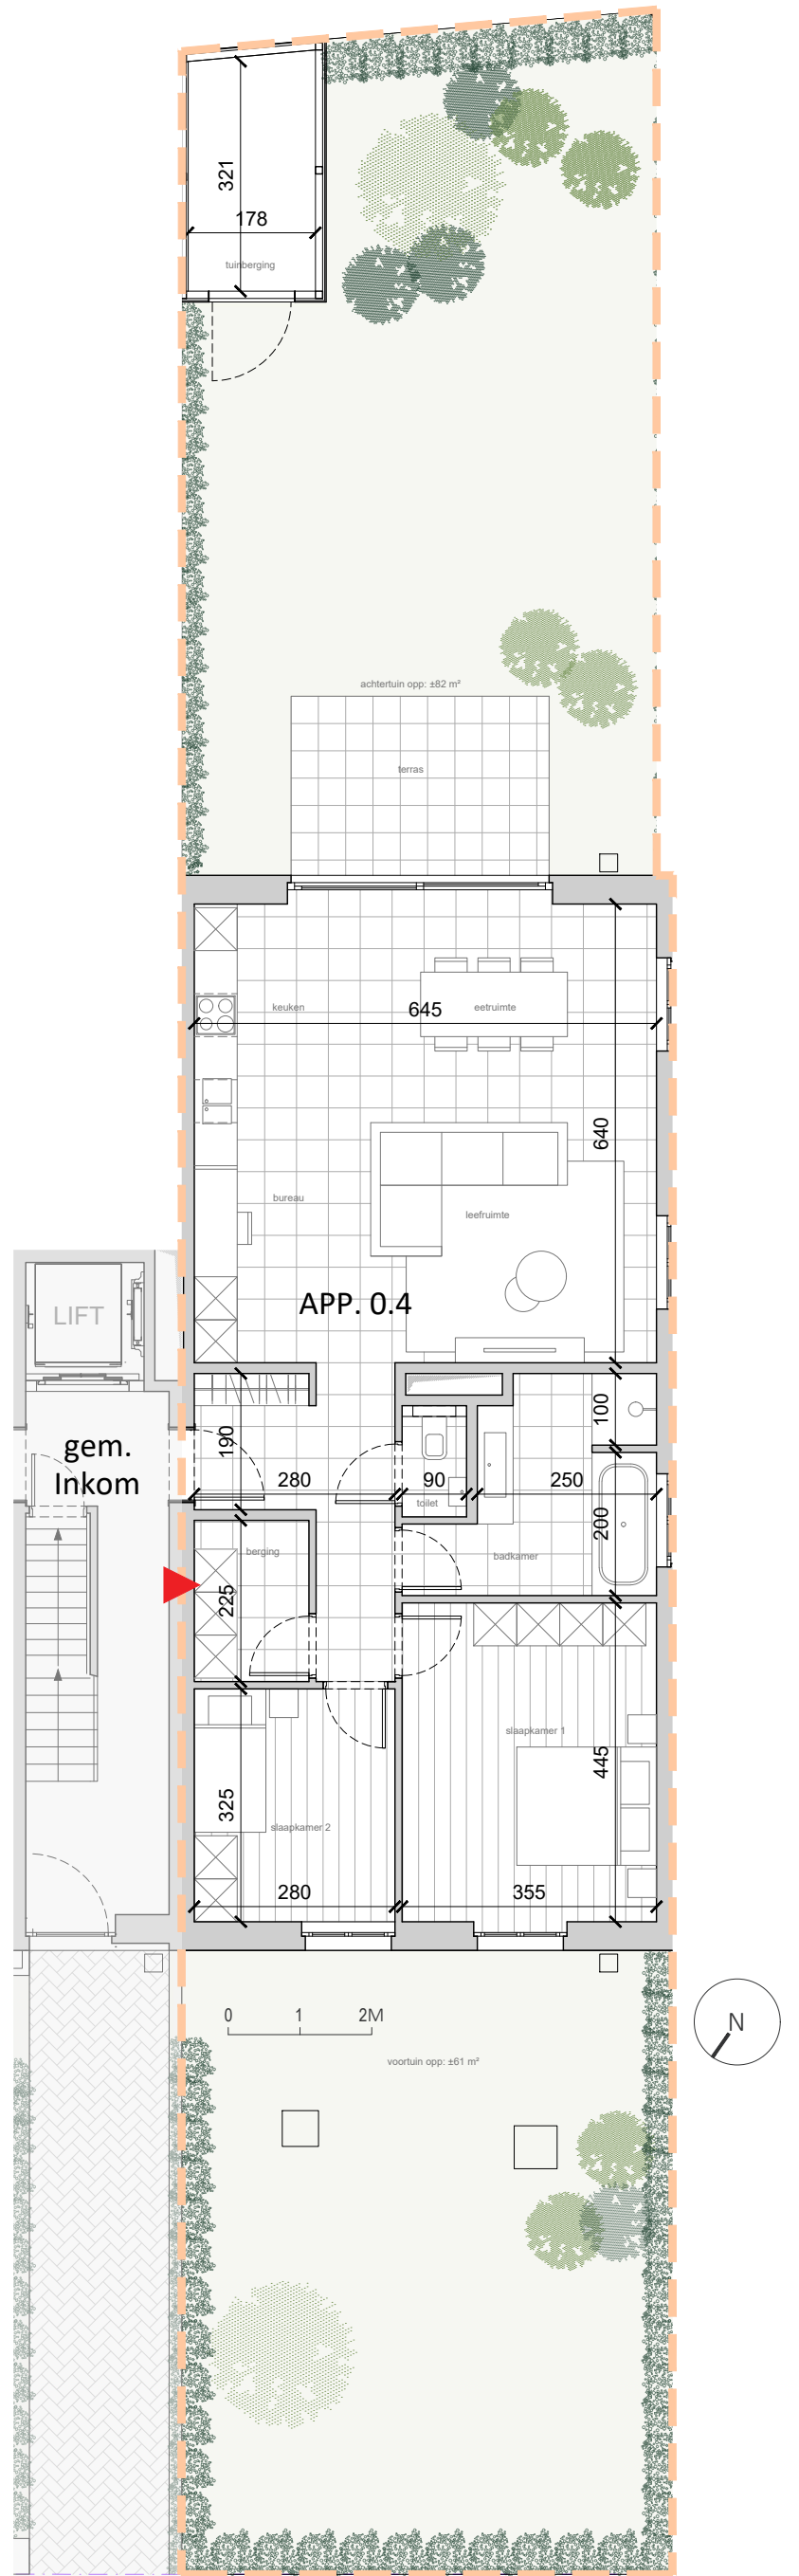 321
178
tuinberging
achtertuin opp: ±82 m²
terras
keuken
645
eetruimte
640
bureau
leefruimte
APP. 0.4
LIFT
gem.
Inkom
190
100
280
90
250
toilet
200
berging
badkamer
225
slaapkamer 1
445
325
slaapkamer 2
280
355
0 1 2M
N
voortuin opp: ±61 m²